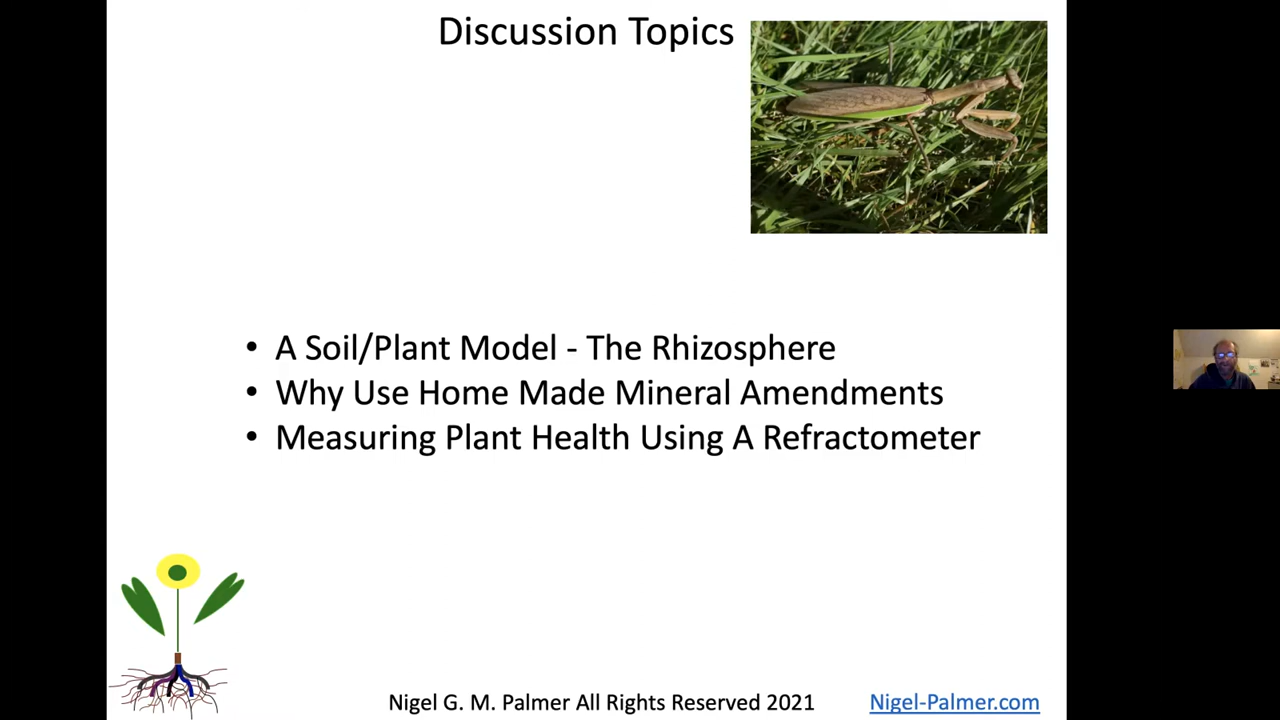 Discussion Topics
• A Soil/Plant Model - The Rhizosphere
• Why Use Home Made Mineral Amendments
• Measuring Plant Health Using A Refractometer
Nigel G. M. Palmer All Rights Reserved 2021 Nigel-Palmer.com